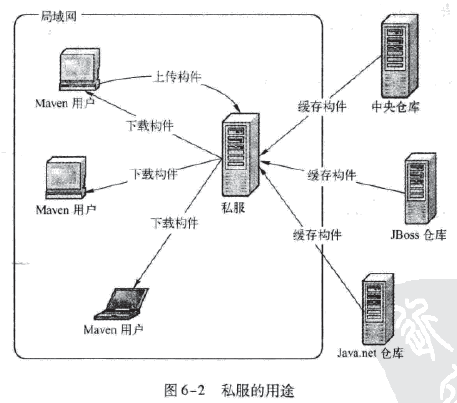 局域网
上传构件
Maven 用户
下载构件
缓存构件
中央仓库
下载构件
Maven 用户
私服
缓存构件
JBoss 仓库
下载构件
缓存构件
Maven 用户
Java.net 仓库
图 6-2 私服的用途